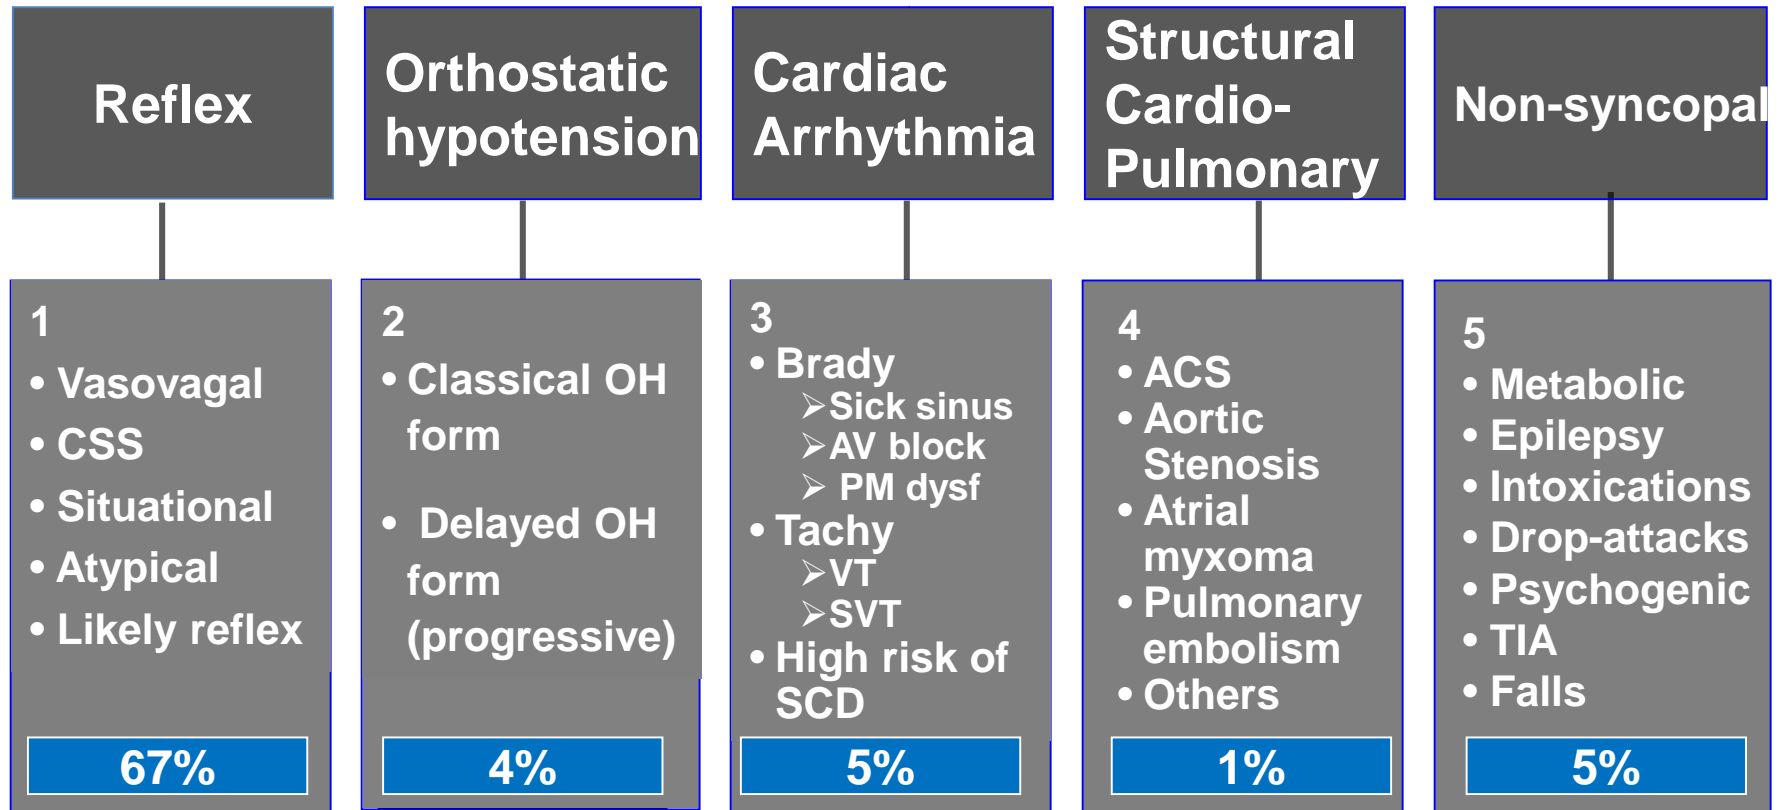 Reflex
Orthostatic
hypotension
Cardiac
Arrhythmia
Structural
Cardio-
Pulmonary
Non-syncopal
1
• Vasovagal
• CSS
• Situational
• Atypical
• Likely reflex
67%
2
• Classical OH
form
• Delayed OH
form
(progressive)
4%
3
• Brady
➢Sick sinus
➢AV block
➢ PM dysf
• Tachy
➢VT
➢SVT
• High risk of
SCD
5%
4
• ACS
• Aortic
Stenosis
• Atrial
myxoma
• Pulmonary
embolism
• Others
1%
5
• Metabolic
• Epilepsy
• Intoxications
• Drop-attacks
• Psychogenic
• TIA
• Falls
5%